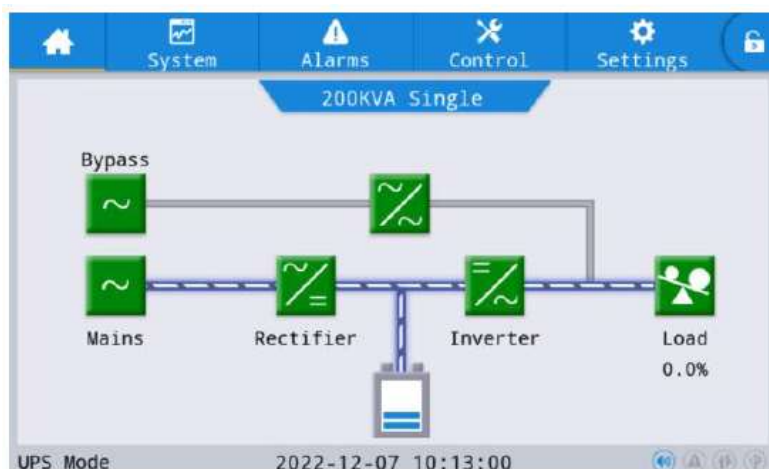 System Alarms Control Settings
200KVA Single
Bypass
Mains Rectifier Inverter Load
0.0%
UPS Mode 2022-12-07 10:13:00